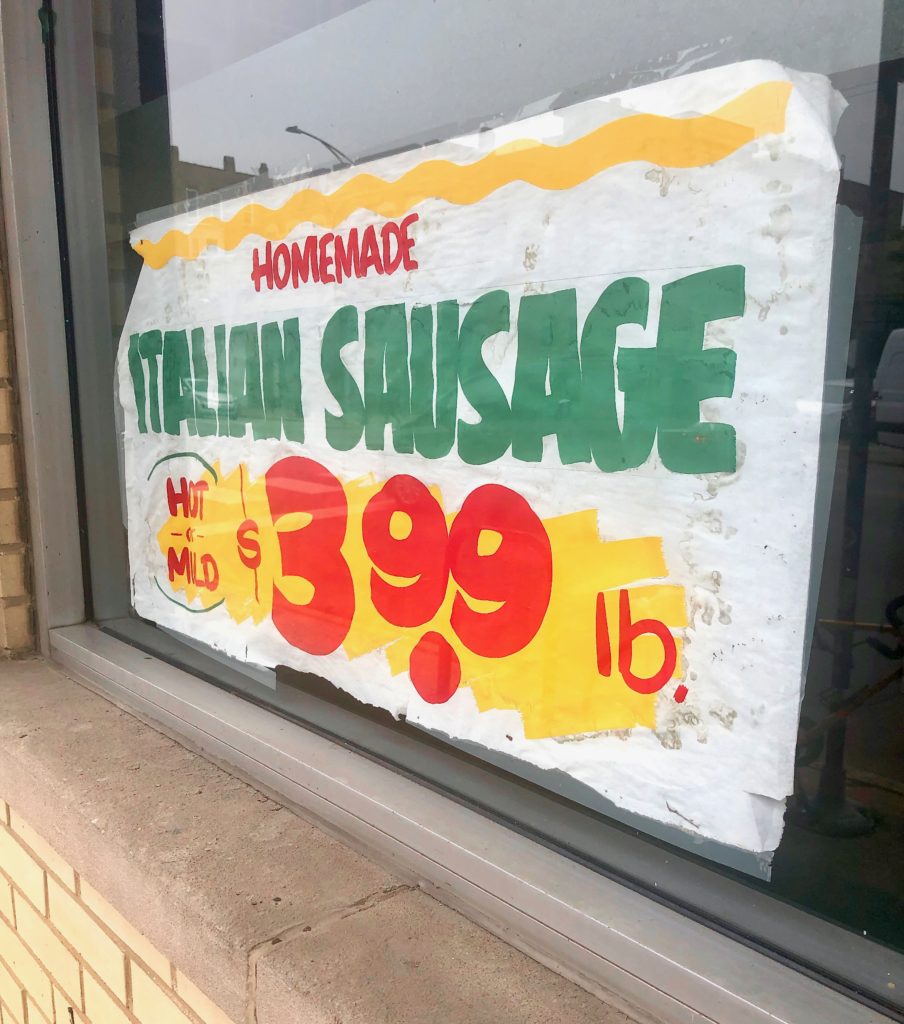 HOMEMADE
ITALIAN SAUSAGE
HOT
- or -
MILD
$3.99 lb.